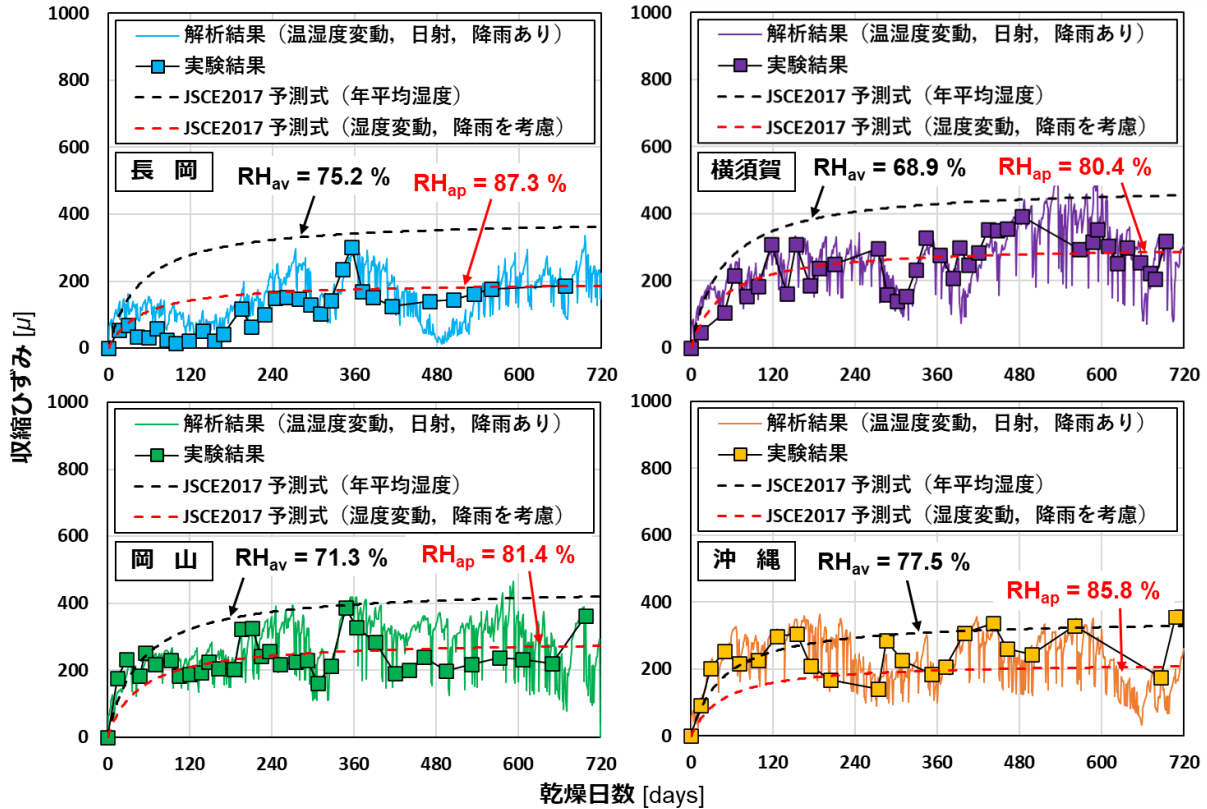 収縮ひずみ [μ]
1000
800
600
400
200
0
解析結果（温湿度変動，日射，降雨あり）
実験結果
JSCE2017 予測式（年平均湿度）
JSCE2017 予測式（湿度変動，降雨を考慮）
長　岡
RHav = 75.2 %
RHap = 87.3 %
0 120 240 360 480 600 720
1000
800
600
400
200
0
解析結果（温湿度変動，日射，降雨あり）
実験結果
JSCE2017 予測式（年平均湿度）
JSCE2017 予測式（湿度変動，降雨を考慮）
横須賀
RHav = 68.9 %
RHap = 80.4 %
0 120 240 360 480 600 720
1000
800
600
400
200
0
解析結果（温湿度変動，日射，降雨あり）
実験結果
JSCE2017 予測式（年平均湿度）
JSCE2017 予測式（湿度変動，降雨を考慮）
岡　山
RHav = 71.3 %
RHap = 81.4 %
0 120 240 360 480 600 720
1000
800
600
400
200
0
解析結果（温湿度変動，日射，降雨あり）
実験結果
JSCE2017 予測式（年平均湿度）
JSCE2017 予測式（湿度変動，降雨を考慮）
沖　縄
RHav = 77.5 %
RHap = 85.8 %
0 120 240 360 480 600 720
乾燥日数 [days]